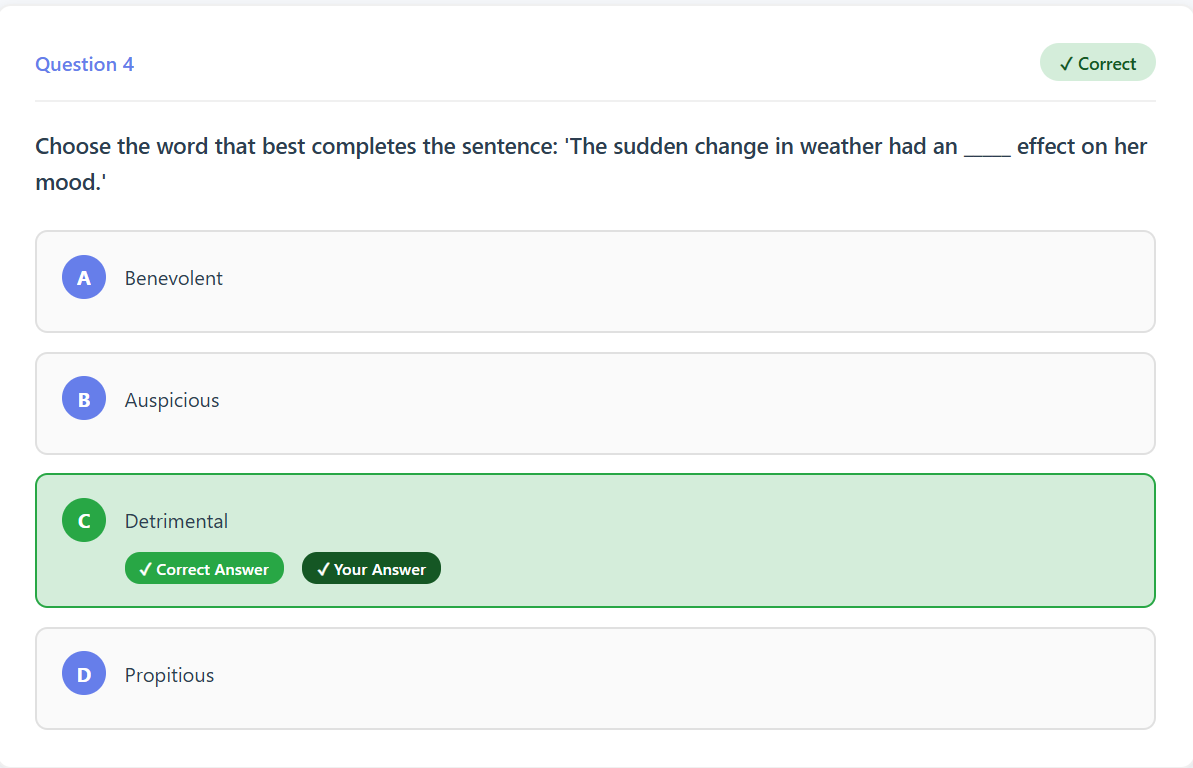 Question 4
✓ Correct
Choose the word that best completes the sentence: 'The sudden change in weather had an _____ effect on her
mood.'
A Benevolent
B Auspicious
C Detrimental
✓ Correct Answer ✓ Your Answer
D Propitious